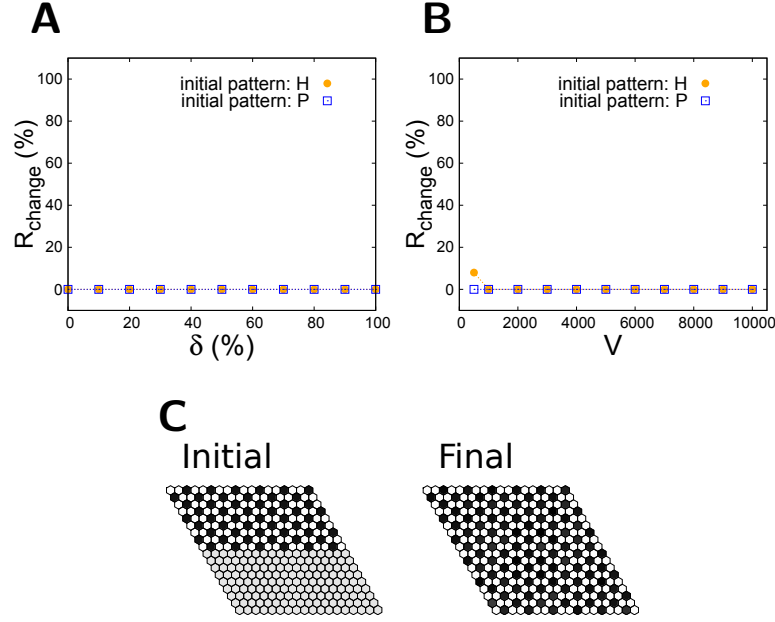 A
100
80
60
40
20
0
R_change (%)
initial pattern: H
initial pattern: P
0 20 40 60 80 100
δ (%)
B
100
80
60
40
20
0
R_change (%)
initial pattern: H
initial pattern: P
0 2000 4000 6000 8000 10000
V
C
Initial Final